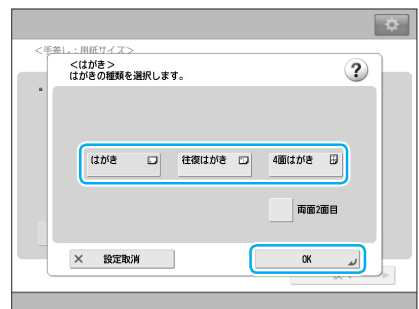 <手差し：用紙サイズ>
<はがき>
はがきの種類を選択します。
?
はがき 往復はがき 4面はがき
両面2面目
× 設定取消 OK